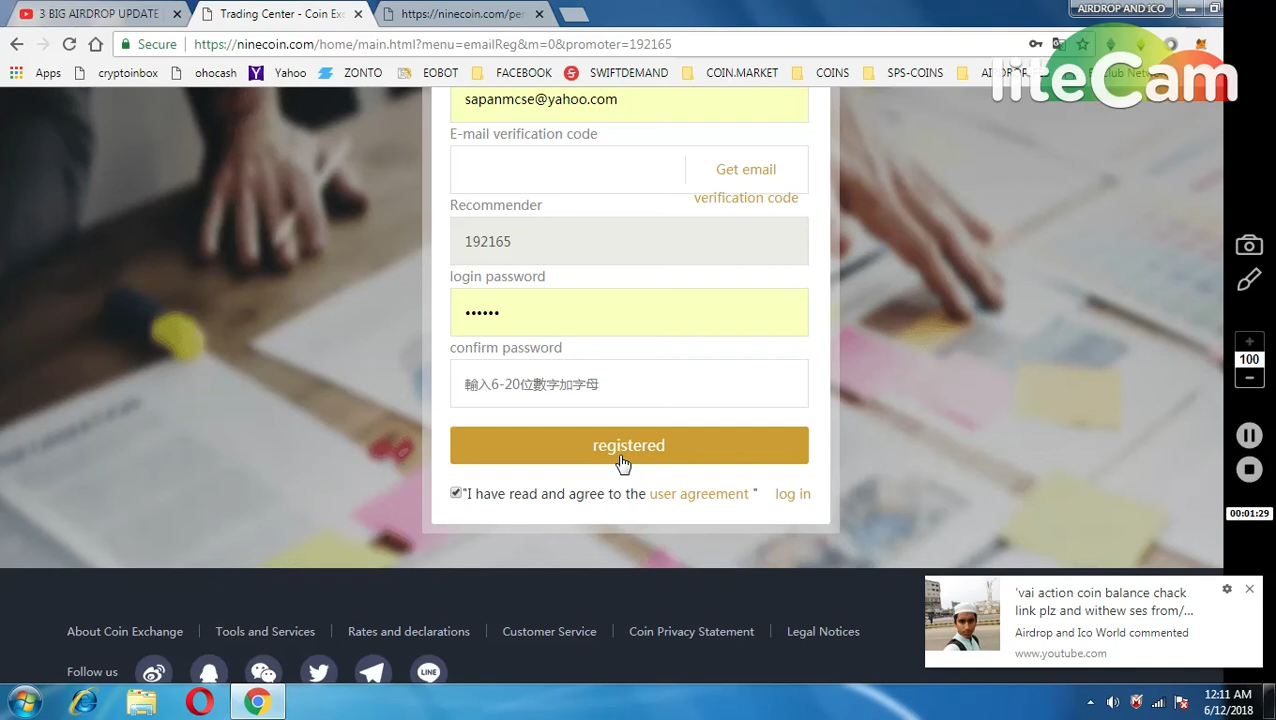 3 BIG AIRDROP UPDATE
Trading Center - Coin Exc
https://ninecoin.com/per
AIRDROP AND ICO
Secure
https://ninecoin.com/home/main.html?menu=emailReg&m=0&promoter=192165
Apps
cryptoinbox
ohocash
Yahoo
ZONTO
EOBOT
FACEBOOK
SWIFTDEMAND
COIN.MARKET
COINS
SPS-COINS
liteCam
sapanmcse@yahoo.com
E-mail verification code
Get email
verification code
Recommender
192165
login password
••••••
confirm password
輸入6-20位數字加字母
100
registered
"I have read and agree to the user agreement "
log in
00:01:29
'vai action coin balance chack
link plz and withew ses from/...
Airdrop and Ico World commented
www.youtube.com
About Coin Exchange
Tools and Services
Rates and declarations
Customer Service
Coin Privacy Statement
Legal Notices
Follow us
LINE
12:11 AM
6/12/2018